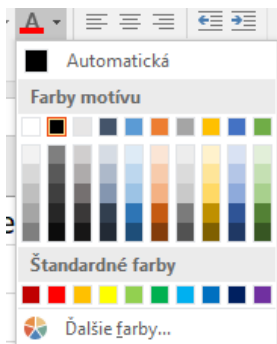 A
Automatická
Farby motívu
e
Štandardné farby
Ďalšie farby...